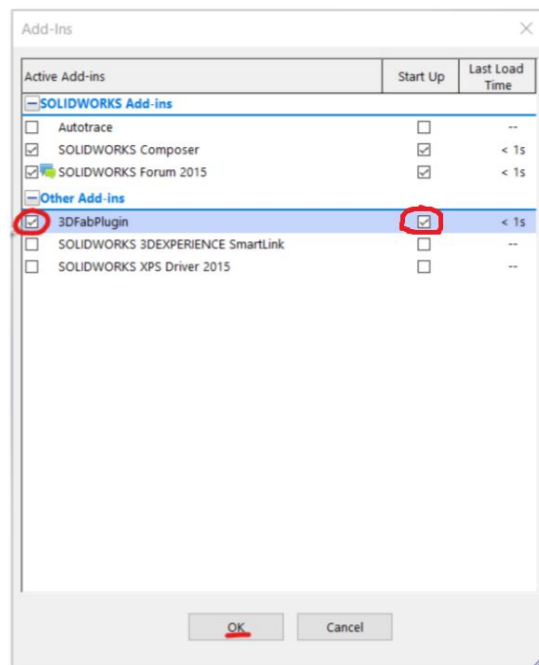 Add-Ins
Active Add-ins Start Up Last Load Time
SOLIDWORKS Add-ins
Autotrace --
SOLIDWORKS Composer < 1s
SOLIDWORKS Forum 2015 < 1s
Other Add-ins
3DFabPlugin < 1s
SOLIDWORKS 3DEXPERIENCE SmartLink --
SOLIDWORKS XPS Driver 2015 --
OK Cancel